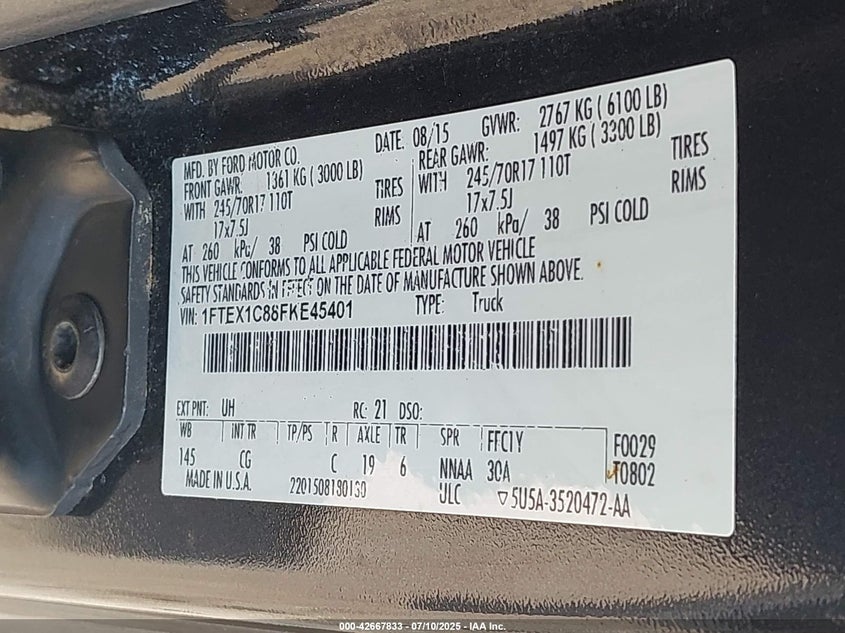 MFD. BY FORD MOTOR CO.
DATE: 08/15 GVWR: 2767 KG ( 6100 LB)
FRONT GAWR: 1361 KG ( 3000 LB)
REAR GAWR: 1497 KG ( 3300 LB)
WITH 245/70R17 110T TIRES
WITH 245/70R17 110T TIRES
17x7.5J RIMS
17x7.5J RIMS
AT 260 kPa/ 38 PSI COLD
AT 260 kPa/ 38 PSI COLD
THIS VEHICLE CONFORMS TO ALL APPLICABLE FEDERAL MOTOR VEHICLE
SAFETY STANDARDS IN EFFECT ON THE DATE OF MANUFACTURE SHOWN ABOVE.
VIN: 1FTEX1C88FKE45401 TYPE: Truck
EXT PNT: UH RC: 21 DSO:
WB INT TR TP/PS R AXLE TR SPR FFC1Y F0029
145 CG C 19 6 NNAA 30A T0802
MADE IN U.S.A. 2201508180130 ULC ▽5U5A-3520472-AA
000-42667833 - 07/10/2025 - IAA Inc.